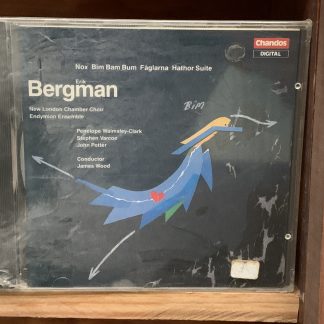 Chandos
DIGITAL
Nox Bim Bam Bum Fåglarna Hathor Suite
Erik
Bergman
New London Chamber Choir
Endymion Ensemble
Bim
Penelope Walmsley-Clark
Stephen Varcoe
John Potter
Conductor
James Wood